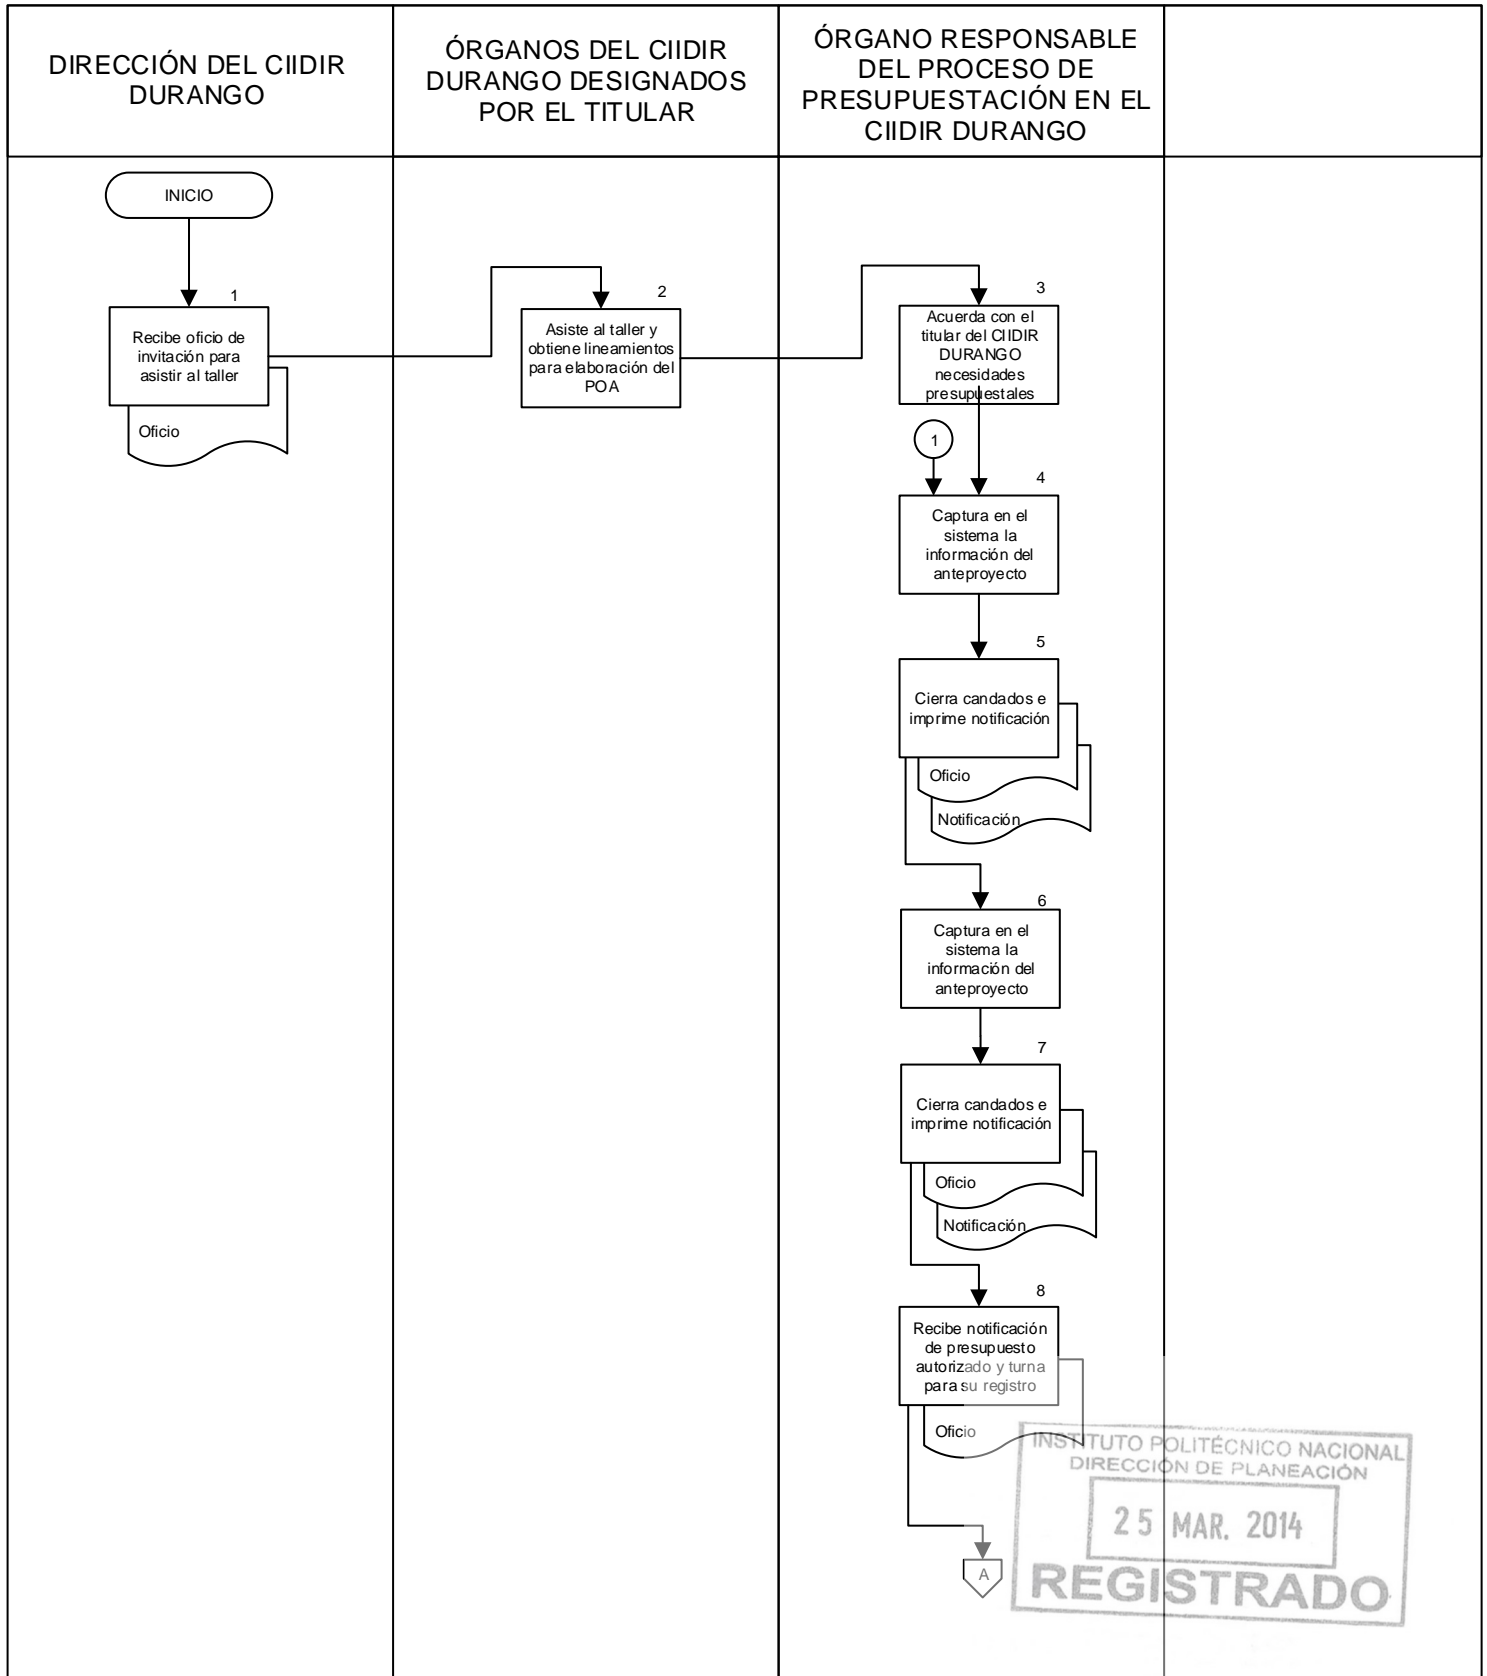 DIRECCIÓN DEL CIIDIR
DURANGO
ÓRGANOS DEL CIIDIR
DURANGO DESIGNADOS
POR EL TITULAR
ÓRGANO RESPONSABLE
DEL PROCESO DE
PRESUPUESTACIÓN EN EL
CIIDIR DURANGO
INICIO
1
Recibe oficio de
invitación para
asistir al taller
Oficio
2
Asiste al taller y
obtiene lineamientos
para elaboración del
POA
3
Acuerda con el
titular del CIIDIR
DURANGO
necesidades
presupuestales
1
4
Captura en el
sistema la
información del
anteproyecto
5
Cierra candados e
imprime notificación
Oficio
Notificación
6
Captura en el
sistema la
información del
anteproyecto
7
Cierra candados e
imprime notificación
Oficio
Notificación
8
Recibe notificación
de presupuesto
autorizado y turna
para su registro
Oficio
A
INSTITUTO POLITÉCNICO NACIONAL
DIRECCIÓN DE PLANEACIÓN
25 MAR. 2014
REGISTRADO